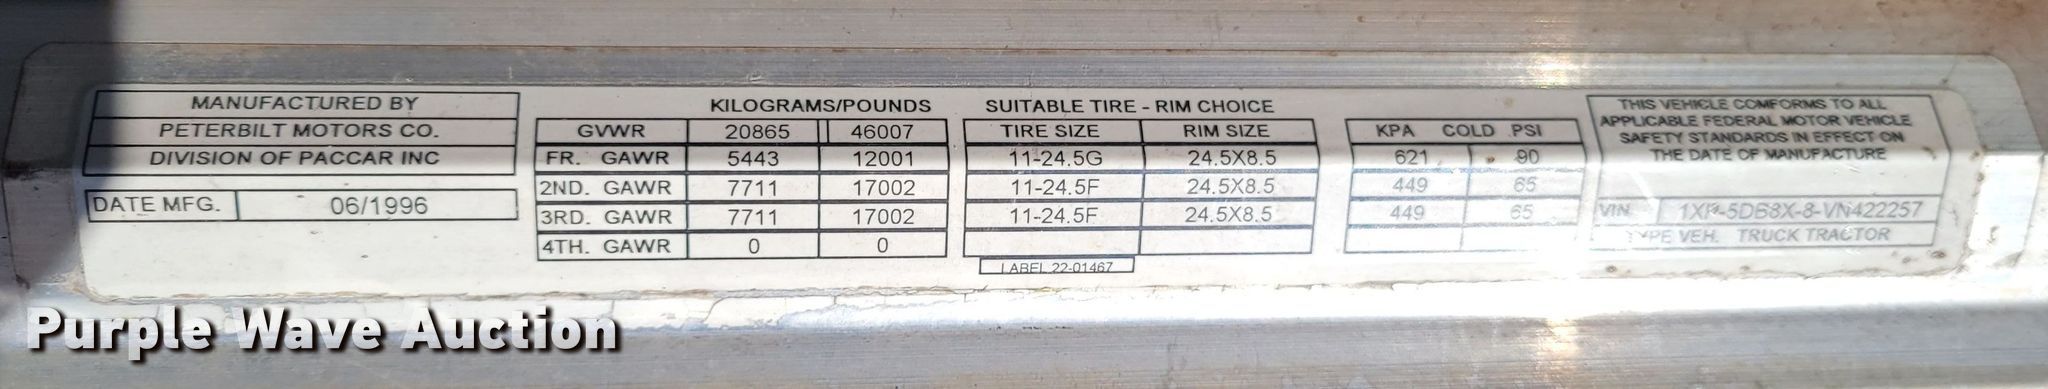 MANUFACTURED BY
PETERBILT MOTORS CO.
DIVISION OF PACCAR INC
DATE MFG. 06/1996
KILOGRAMS/POUNDS
GVWR 20865 46007
FR. GAWR 5443 12001
2ND. GAWR 7711 17002
3RD. GAWR 7711 17002
4TH. GAWR 0 0
SUITABLE TIRE - RIM CHOICE
TIRE SIZE RIM SIZE
11-24.5G 24.5X8.5
11-24.5F 24.5X8.5
11-24.5F 24.5X8.5
LABEL 22-01467
KPA COLD PSI
621 90
449 65
449 65
THIS VEHICLE COMFORMS TO ALL
APPLICABLE FEDERAL MOTOR VEHICLE
SAFETY STANDARDS IN EFFECT ON
THE DATE OF MANUFACTURE
VIN
TYPE VEH. TRUCK TRACTOR
Purple Wave Auction